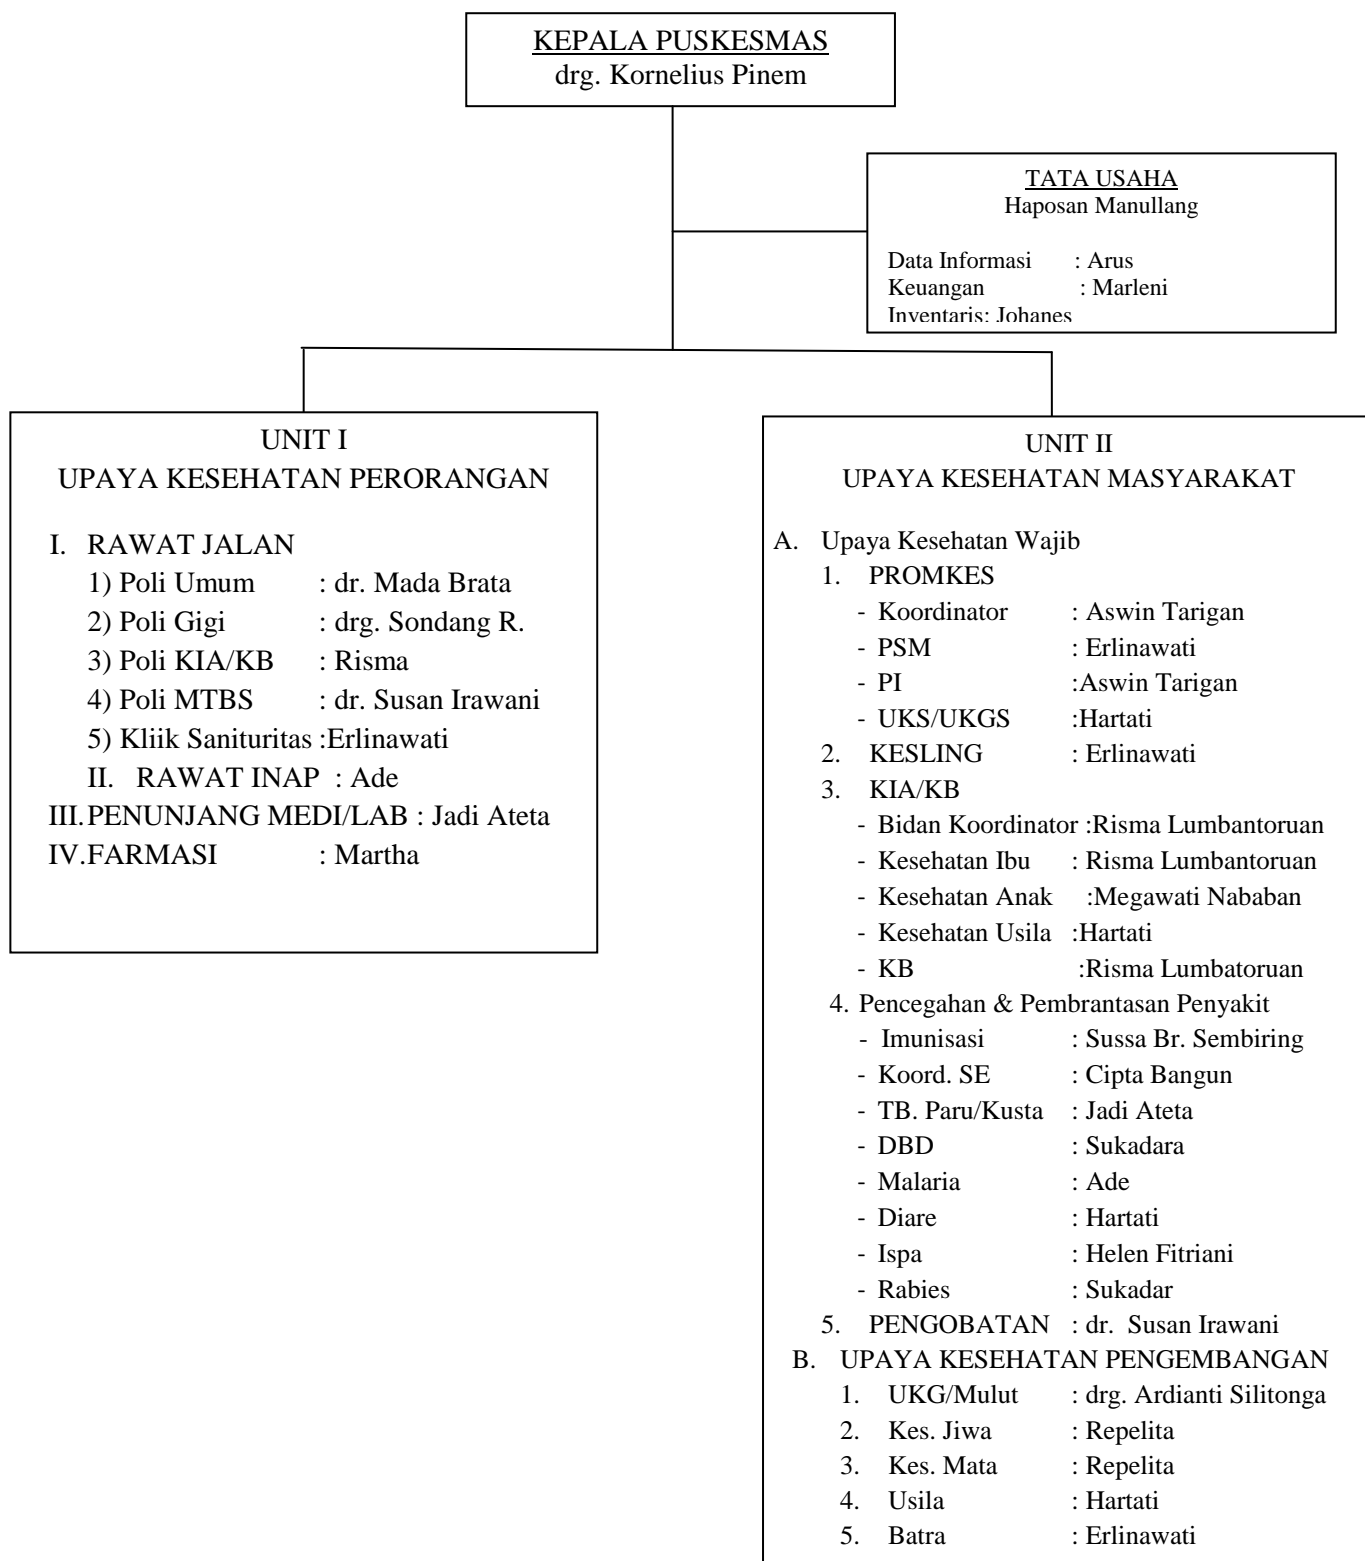 KEPALA PUSKESMAS
drg. Kornelius Pinem
TATA USAHA
Haposan Manullang
Data Informasi : Arus
Keuangan : Marleni
Inventaris: Johanes
UNIT I
UPAYA KESEHATAN PERORANGAN
I. RAWAT JALAN
1) Poli Umum : dr. Mada Brata
2) Poli Gigi : drg. Sondang R.
3) Poli KIA/KB : Risma
4) Poli MTBS : dr. Susan Irawani
5) Kliik Sanituritas :Erlinawati
II. RAWAT INAP : Ade
III. PENUNJANG MEDI/LAB : Jadi Ateta
IV. FARMASI : Martha
UNIT II
UPAYA KESEHATAN MASYARAKAT
A. Upaya Kesehatan Wajib
1. PROMKES
- Koordinator : Aswin Tarigan
- PSM : Erlinawati
- PI :Aswin Tarigan
- UKS/UKGS :Hartati
2. KESLING : Erlinawati
3. KIA/KB
- Bidan Koordinator :Risma Lumbantoruan
- Kesehatan Ibu : Risma Lumbantoruan
- Kesehatan Anak :Megawati Nababan
- Kesehatan Usila :Hartati
- KB :Risma Lumbatoruan
4. Pencegahan & Pembrantasan Penyakit
- Imunisasi : Sussa Br. Sembiring
- Koord. SE : Cipta Bangun
- TB. Paru/Kusta : Jadi Ateta
- DBD : Sukadara
- Malaria : Ade
- Diare : Hartati
- Ispa : Helen Fitriani
- Rabies : Sukadar
5. PENGOBATAN : dr. Susan Irawani
B. UPAYA KESEHATAN PENGEMBANGAN
1. UKG/Mulut : drg. Ardianti Silitonga
2. Kes. Jiwa : Repelita
3. Kes. Mata : Repelita
4. Usila : Hartati
5. Batra : Erlinawati